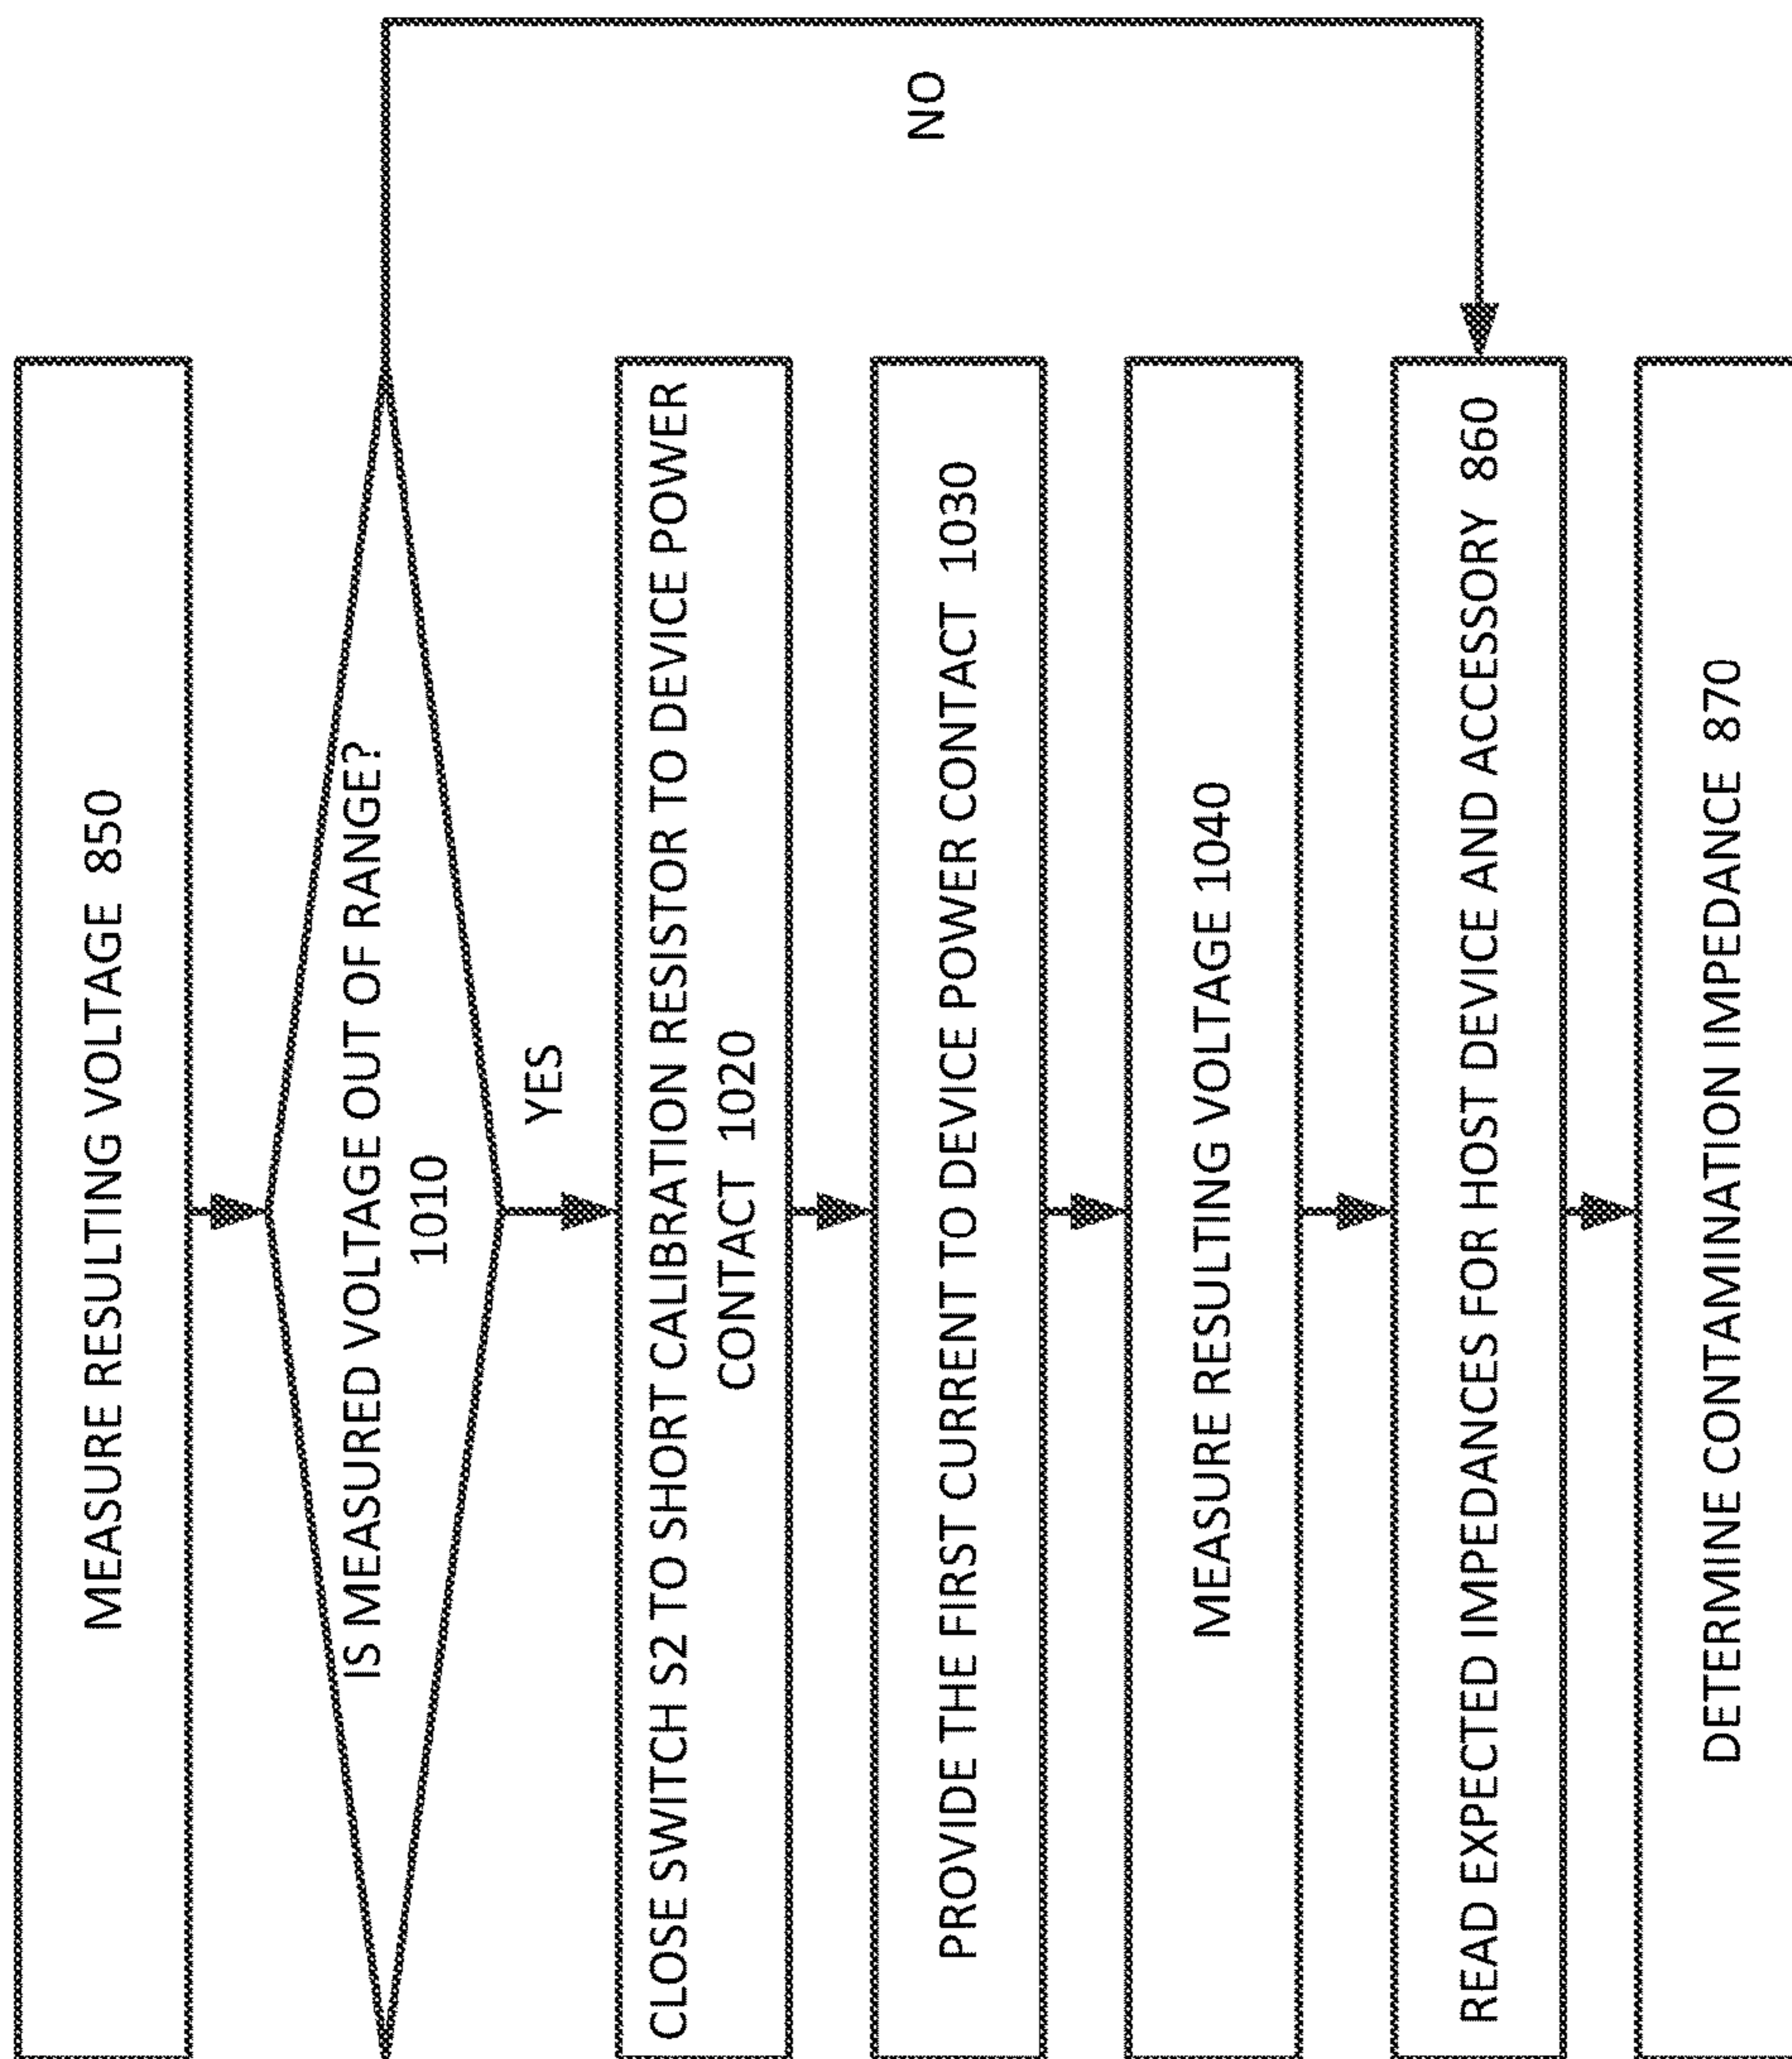 MEASURE RESULTING VOLTAGE 850
IS MEASURED VOLTAGE OUT OF RANGE?
1010
YES
NO
CLOSE SWITCH S2 TO SHORT CALIBRATION RESISTOR TO DEVICE POWER
CONTACT 1020
PROVIDE THE FIRST CURRENT TO DEVICE POWER CONTACT 1030
MEASURE RESULTING VOLTAGE 1040
READ EXPECTED IMPEDANCES FOR HOST DEVICE AND ACCESSORY 860
DETERMINE CONTAMINATION IMPEDANCE 870